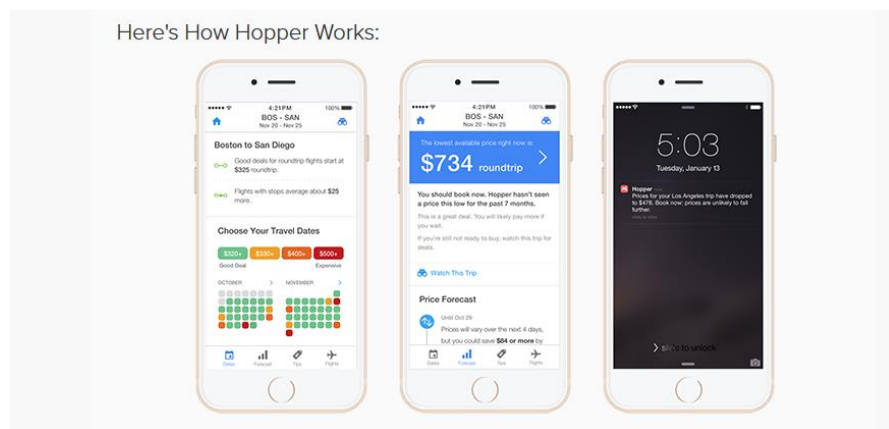 Here's How Hopper Works:
4:21PM 100%
BOS - SAN
Nov 20 - Nov 25
Boston to San Diego
Good deals for roundtrip flights start at
$325 roundtrip.
Flights with stops average about $25
more.
Choose Your Travel Dates
$320+ $330+ $400+ $500+
Good Deal Expensive
OCTOBER NOVEMBER
Dates Forecast Tips Flights
4:21PM 100%
BOS - SAN
Nov 20 - Nov 25
The lowest available price right now is:
$734 roundtrip
You should book now. Hopper hasn't seen
a price this low for the past 7 months.
This is a great deal. You will likely pay more if
you wait.
If you're still not ready to buy, watch this trip for
deals.
Watch This Trip
Price Forecast
Until Oct 29
Prices will vary over the next 4 days,
but you could save $84 or more by
Dates Forecast Tips Flights
5:03
Tuesday, January 13
Hopper
Prices for your Los Angeles trip have dropped
to $478. Book now; prices are unlikely to fall
further.
slide to unlock